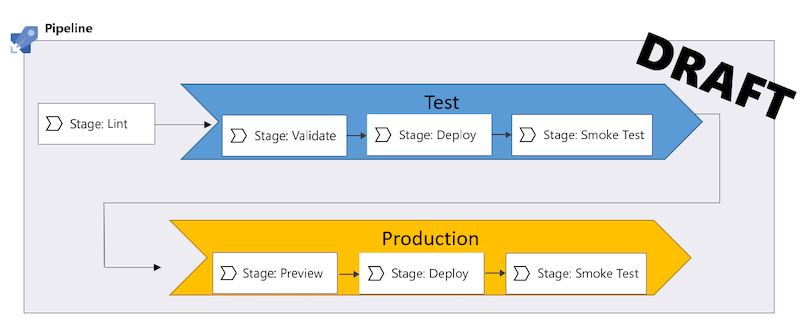 Pipeline
DRAFT
Test
Stage: Lint
Stage: Validate
Stage: Deploy
Stage: Smoke Test
Production
Stage: Preview
Stage: Deploy
Stage: Smoke Test